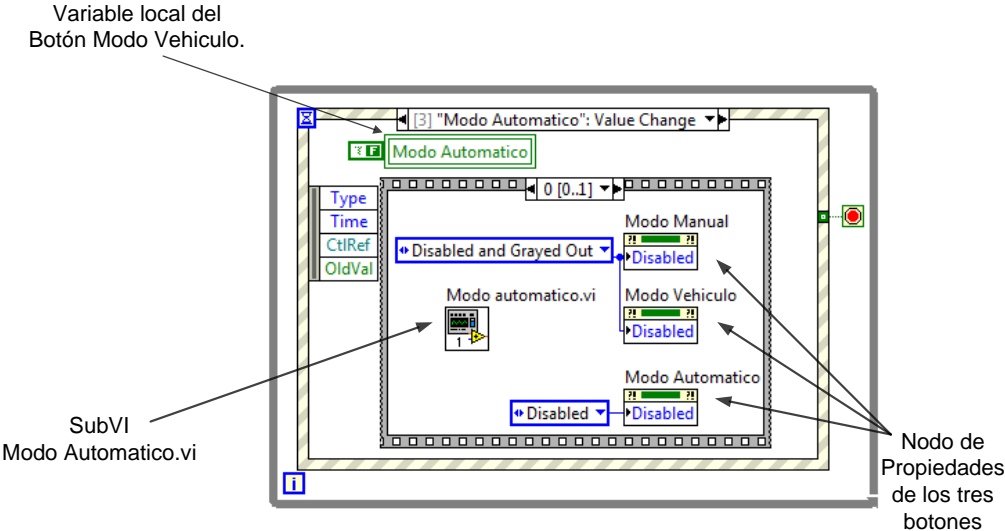 Variable local del
Botón Modo Vehiculo.
[3] "Modo Automatico": Value Change
F
Modo Automatico
0 [0..1]
Type
Time
CtlRef
OldVal
Modo Manual
Disabled and Grayed Out
Disabled
Modo automatico.vi
Modo Vehiculo
1
Disabled
Modo Automatico
Disabled
Disabled
SubVI
Modo Automatico.vi
Nodo de
Propiedades
de los tres
botones
i